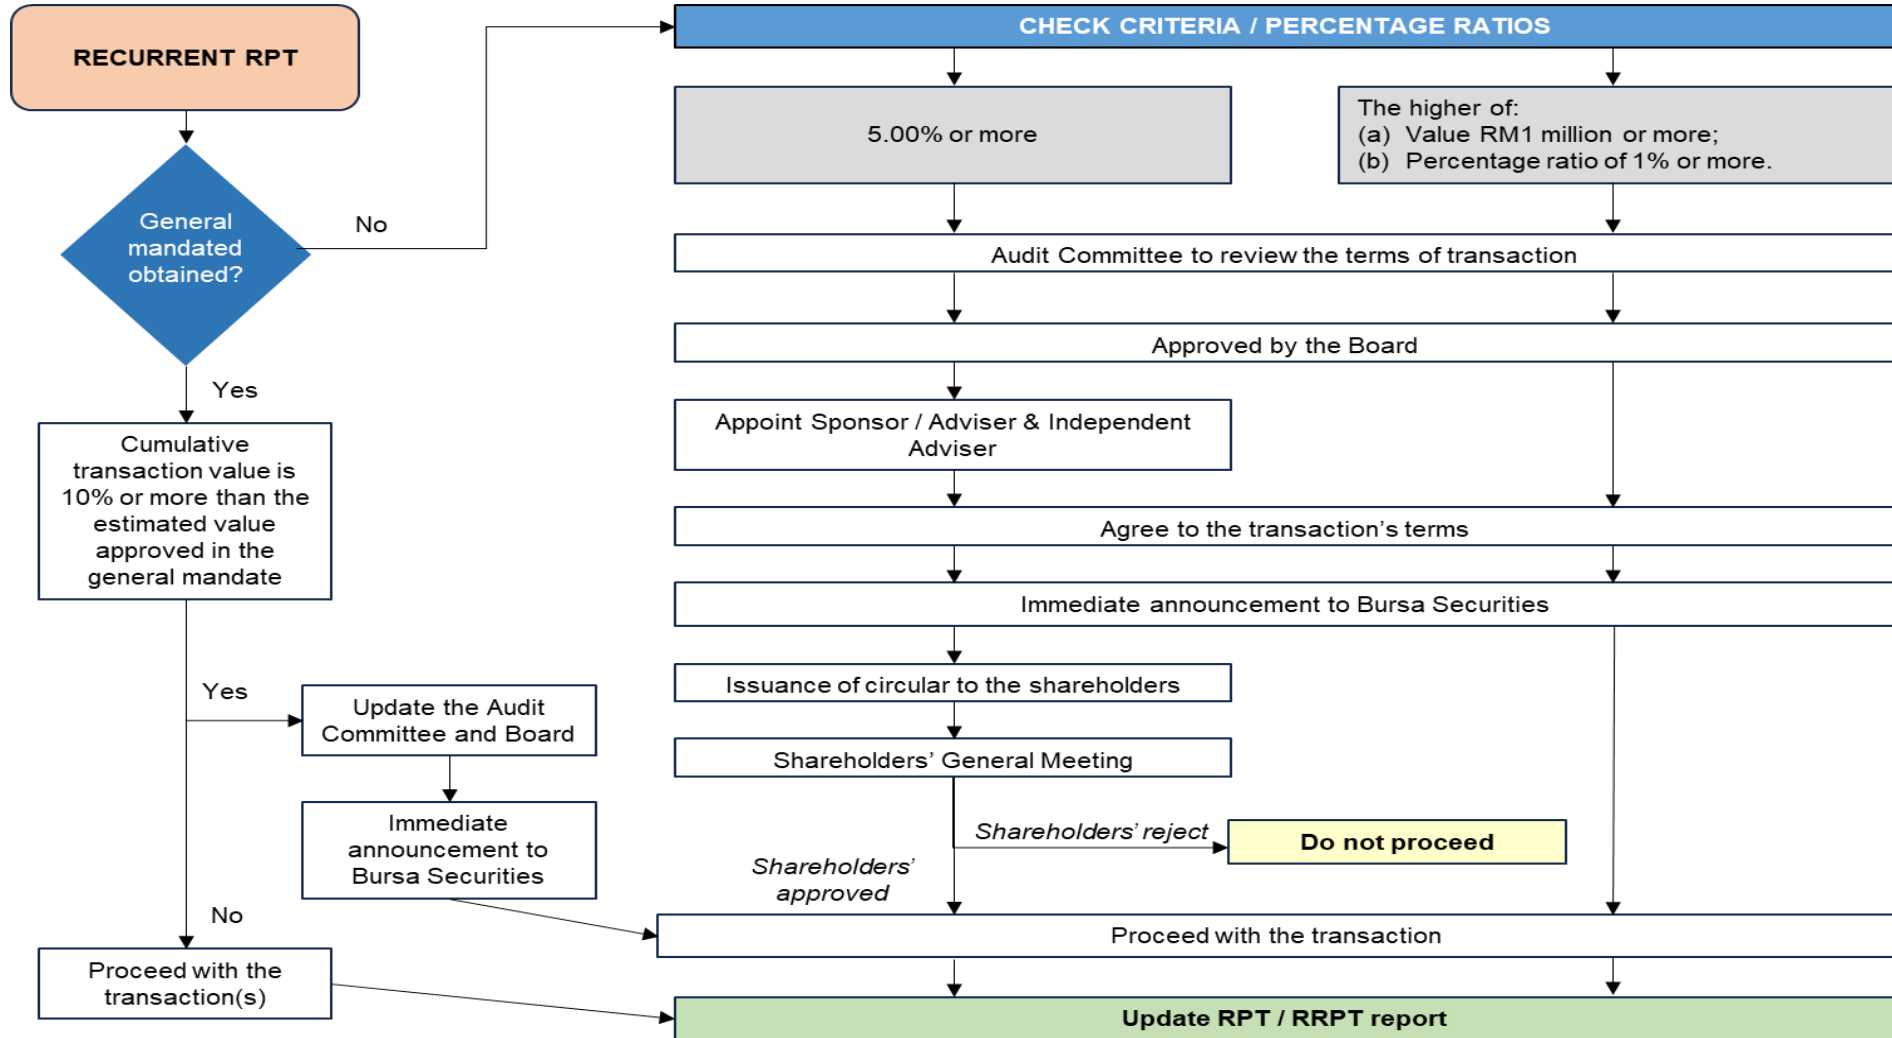 RECURRENT RPT
General
mandated
obtained?
No
Yes
Cumulative
transaction value is
10% or more than the
estimated value
approved in the
general mandate
Yes
Update the Audit
Committee and Board
Immediate
announcement to
Bursa Securities
No
Proceed with the
transaction(s)
CHECK CRITERIA / PERCENTAGE RATIOS
5.00% or more
The higher of:
(a) Value RM1 million or more;
(b) Percentage ratio of 1% or more.
Audit Committee to review the terms of transaction
Approved by the Board
Appoint Sponsor / Adviser & Independent
Adviser
Agree to the transaction's terms
Immediate announcement to Bursa Securities
Issuance of circular to the shareholders
Shareholders' General Meeting
Shareholders' reject
Do not proceed
Shareholders'
approved
Proceed with the transaction
Update RPT / RRPT report